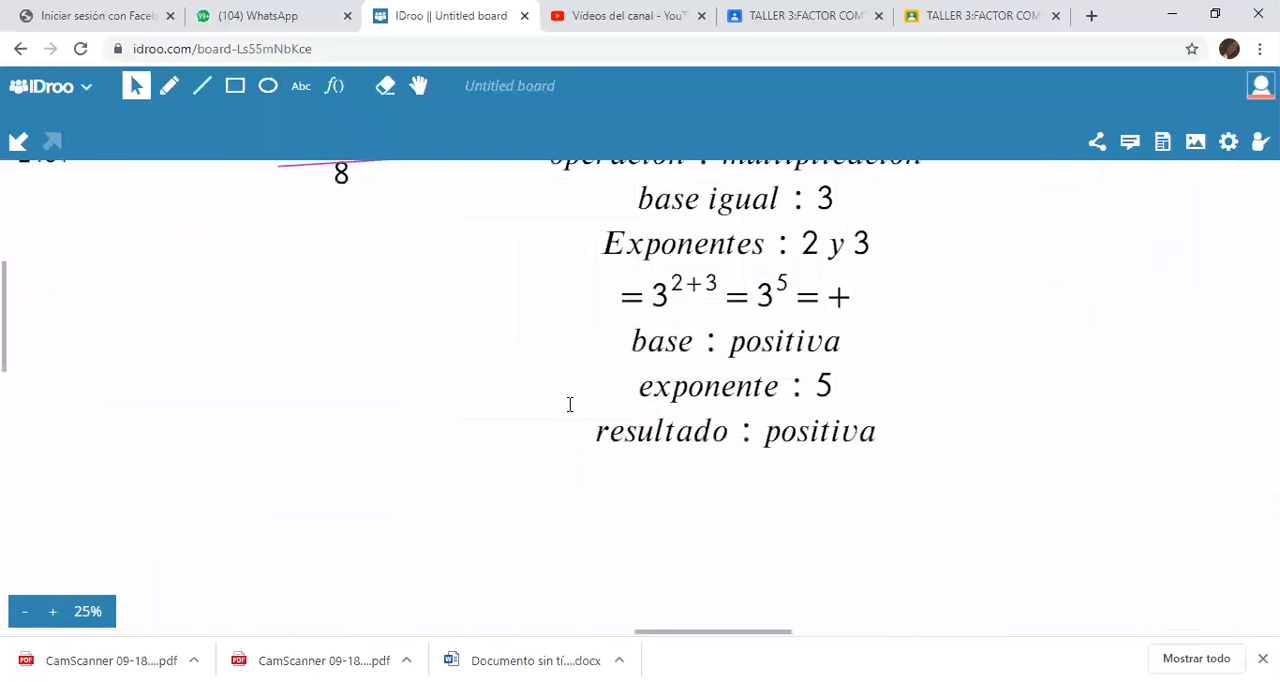 Iniciar sesión con Faceb
(104) WhatsApp
IDroo || Untitled board
Vídeos del canal - YouT
TALLER 3:FACTOR COM
TALLER 3:FACTOR COM
idroo.com/board-Ls55mNbKce
IDroo
Abc
f()
Untitled board
8
operación : multiplicación
base igual : 3
Exponentes : 2 y 3
= 3^{2+3} = 3^5 = +
base : positiva
exponente : 5
resultado : positiva
- + 25%
CamScanner 09-18....pdf
CamScanner 09-18....pdf
Documento sin tí....docx
Mostrar todo